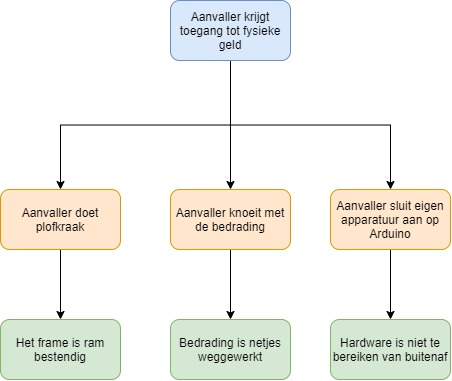 Aanvaller krijgt
toegang tot fysieke
geld
Aanvaller doet
plofkraak
Aanvaller knoeit met
de bedrading
Aanvaller sluit eigen
apparatuur aan op
Arduino
Het frame is ram
bestendig
Bedrading is netjes
weggewerkt
Hardware is niet te
bereiken van buitenaf